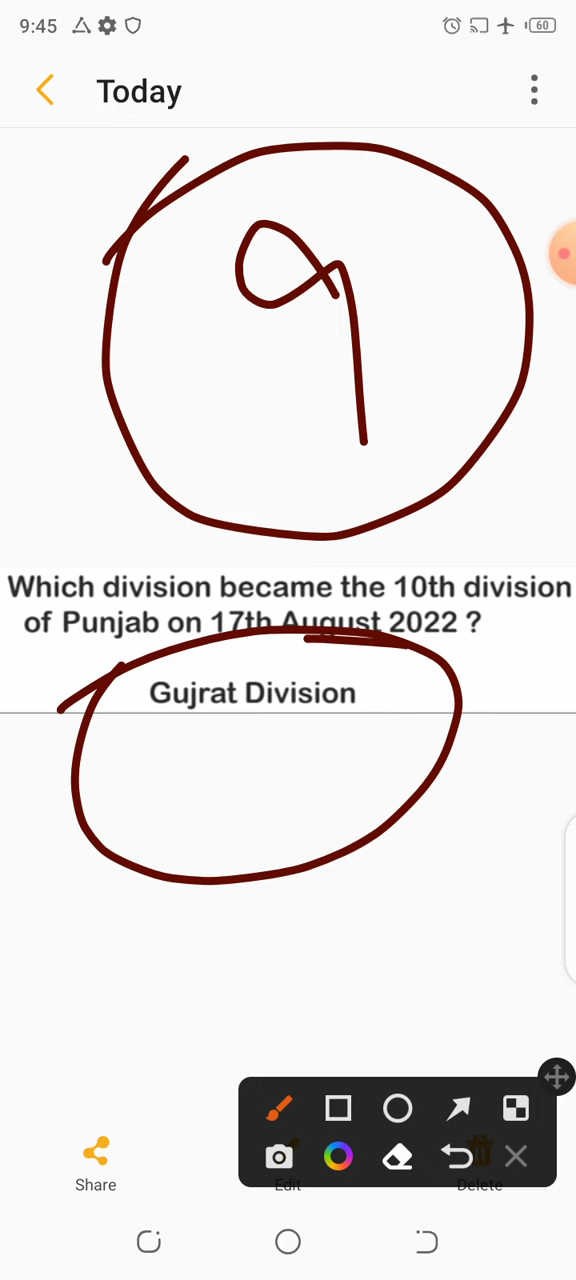 9:45
60
Today
9
Which division became the 10th division
of Punjab on 17th August 2022 ?
Gujrat Division
Share
Edit
Delete